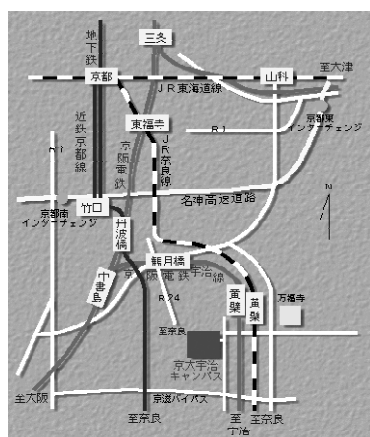 地下鉄
三条
京都
山科
至大津
JR東海道線
東福寺
R1
京都東
インターチェンジ
近鉄京都線
京阪電鉄
JR奈良線
N
名神高速道路
京都南
インターチェンジ
竹口
丹波橋
観月橋
京阪電鉄宇治線
中書島
R24
黄檗
黄檗
万福寺
至奈良
京大宇治
キャンパス
至大阪
京滋バイパス
至奈良
至宇治
至奈良